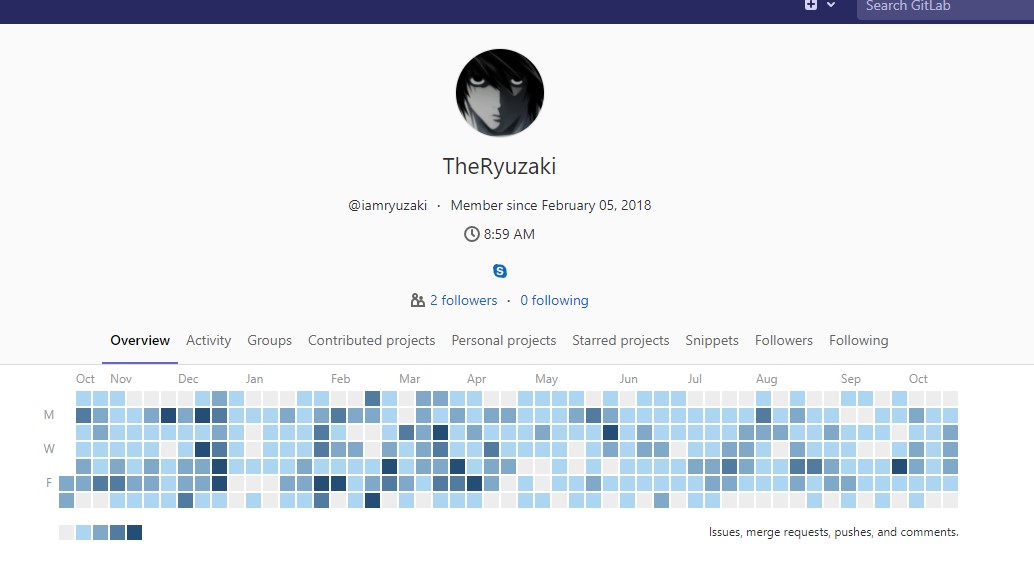 Search GitLab
TheRyuzaki
@iamryuzaki · Member since February 05, 2018
8:59 AM
S
2 followers · 0 following
Overview Activity Groups Contributed projects Personal projects Starred projects Snippets Followers Following
Oct Nov Dec Jan Feb Mar Apr May Jun Jul Aug Sep Oct
M
W
F
Issues, merge requests, pushes, and comments.